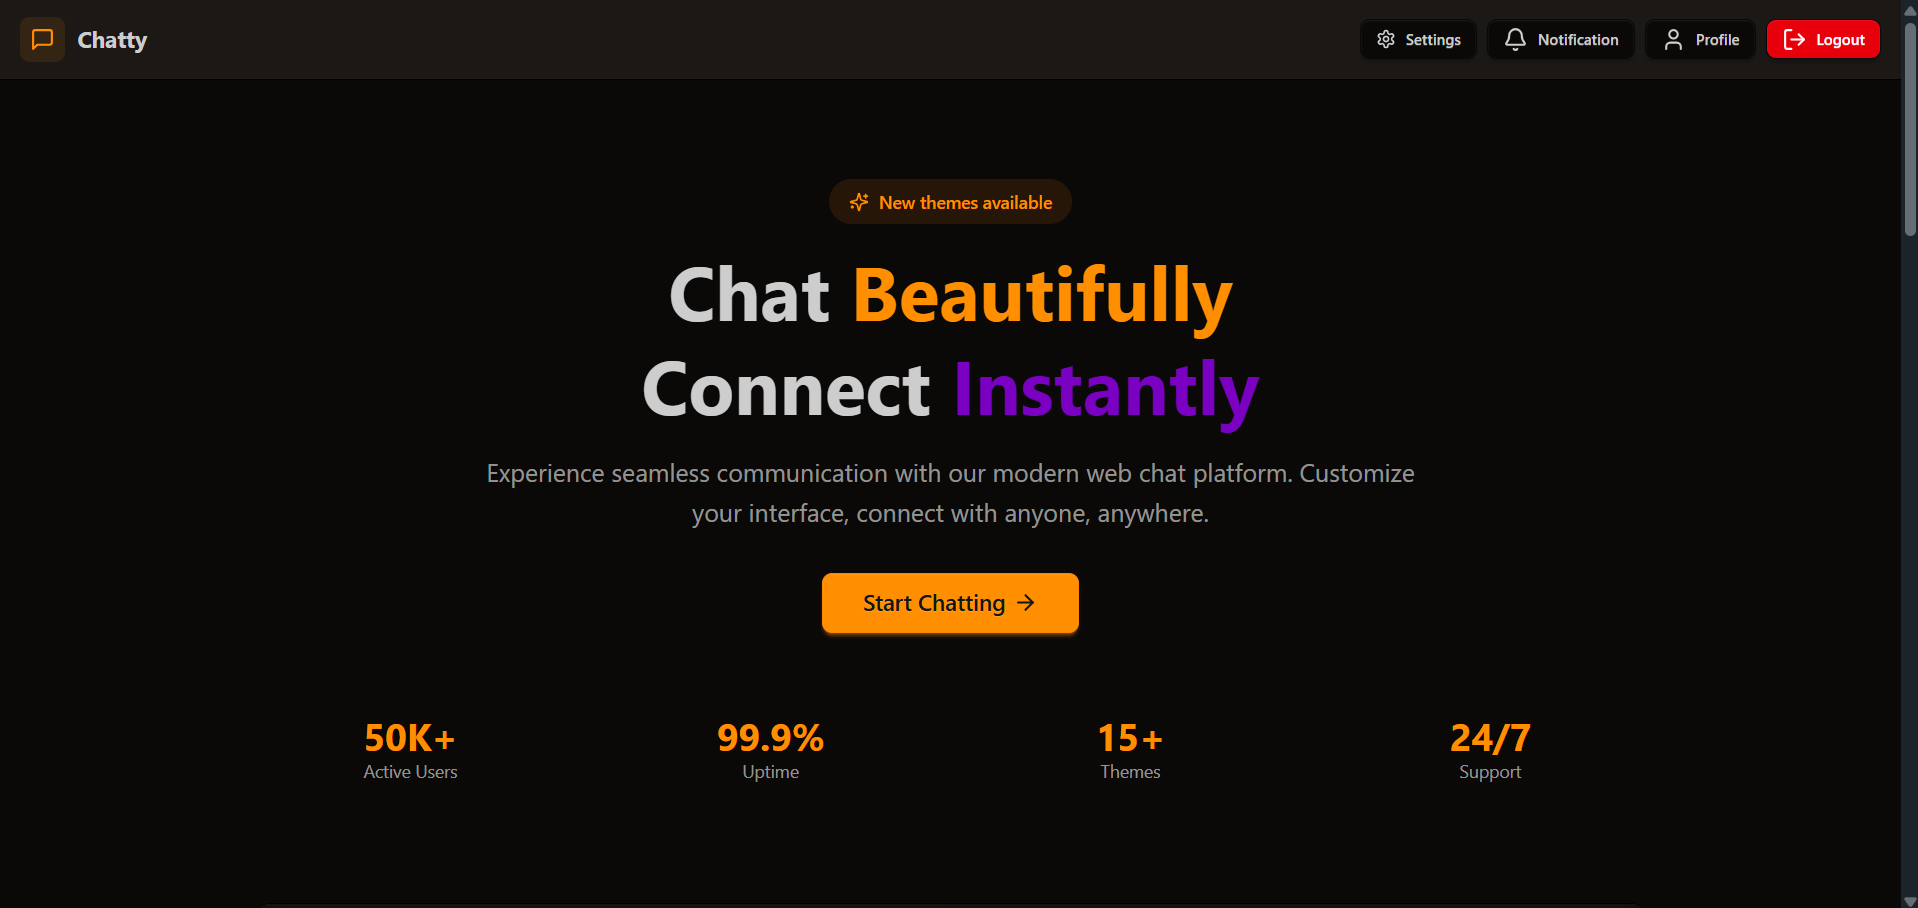 Chatty
Settings
Notification
Profile
Logout
New themes available
Chat Beautifully
Connect Instantly
Experience seamless communication with our modern web chat platform. Customize
your interface, connect with anyone, anywhere.
Start Chatting
50K+
Active Users
99.9%
Uptime
15+
Themes
24/7
Support